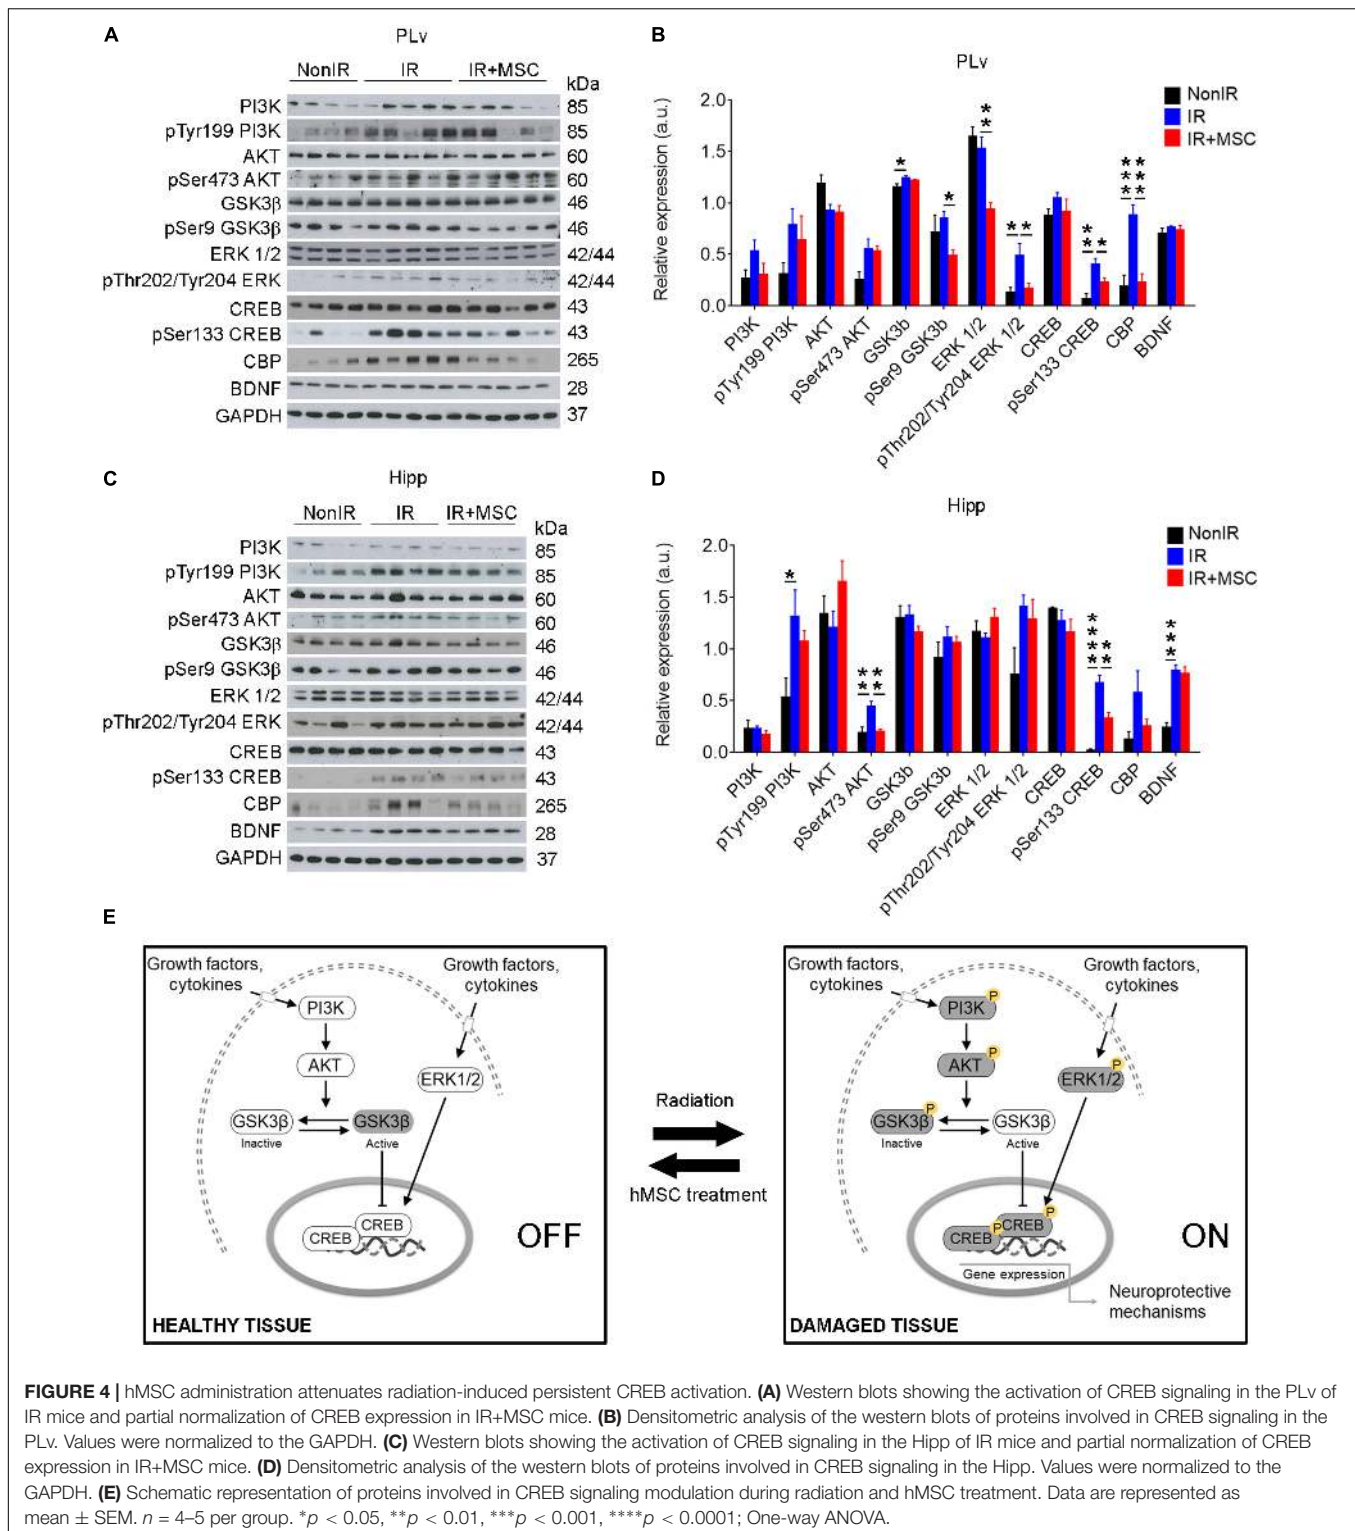 A
PLv
NonIR IR IR+MSC
kDa
PI3K 85
pTyr199 PI3K 85
AKT 60
pSer473 AKT 60
GSK3β 46
pSer9 GSK3β 46
ERK 1/2 42/44
pThr202/Tyr204 ERK 42/44
CREB 43
pSer133 CREB 43
CBP 265
BDNF 28
GAPDH 37
B
PLv
NonIR
IR
IR+MSC
Relative expression (a.u.)
2.0
1.5
1.0
0.5
0.0
* * ** ** ** * *** ***
PI3K
pTyr199 PI3K
AKT
pSer473 AKT
GSK3b
pSer9 GSK3b
ERK 1/2
pThr202/Tyr204 ERK 1/2
CREB
pSer133 CREB
CBP
BDNF
C
Hipp
NonIR IR IR+MSC
kDa
PI3K 85
pTyr199 PI3K 85
AKT 60
pSer473 AKT 60
GSK3β 46
pSer9 GSK3β 46
ERK 1/2 42/44
pThr202/Tyr204 ERK 42/44
CREB 43
pSer133 CREB 43
CBP 265
BDNF 28
GAPDH 37
D
Hipp
NonIR
IR
IR+MSC
Relative expression (a.u.)
2.0
1.5
1.0
0.5
0.0
* ** ** **** ** ***
PI3K
pTyr199 PI3K
AKT
pSer473 AKT
GSK3b
pSer9 GSK3b
ERK 1/2
pThr202/Tyr204 ERK 1/2
CREB
pSer133 CREB
CBP
BDNF
E
Growth factors,
cytokines
Growth factors,
cytokines
PI3K
AKT
ERK1/2
GSK3β GSK3β
Inactive Active
CREB
CREB
OFF
HEALTHY TISSUE
Radiation
hMSC treatment
Growth factors,
cytokines
Growth factors,
cytokines
PI3K P
AKT P
ERK1/2 P
GSK3β P GSK3β
Inactive Active
CREB P
CREB P
ON
Gene expression
Neuroprotective
mechanisms
DAMAGED TISSUE
FIGURE 4 | hMSC administration attenuates radiation-induced persistent CREB activation. (A) Western blots showing the activation of CREB signaling in the PLv of
IR mice and partial normalization of CREB expression in IR+MSC mice. (B) Densitometric analysis of the western blots of proteins involved in CREB signaling in the
PLv. Values were normalized to the GAPDH. (C) Western blots showing the activation of CREB signaling in the Hipp of IR mice and partial normalization of CREB
expression in IR+MSC mice. (D) Densitometric analysis of the western blots of proteins involved in CREB signaling in the Hipp. Values were normalized to the
GAPDH. (E) Schematic representation of proteins involved in CREB signaling modulation during radiation and hMSC treatment. Data are represented as
mean ± SEM. n = 4–5 per group. *p < 0.05, **p < 0.01, ***p < 0.001, ****p < 0.0001; One-way ANOVA.